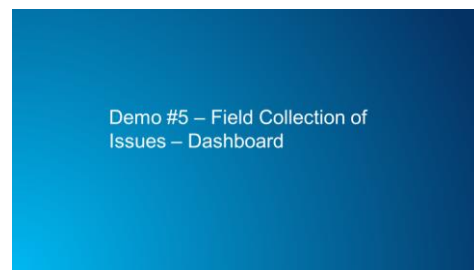 Demo #5 – Field Collection of
Issues – Dashboard